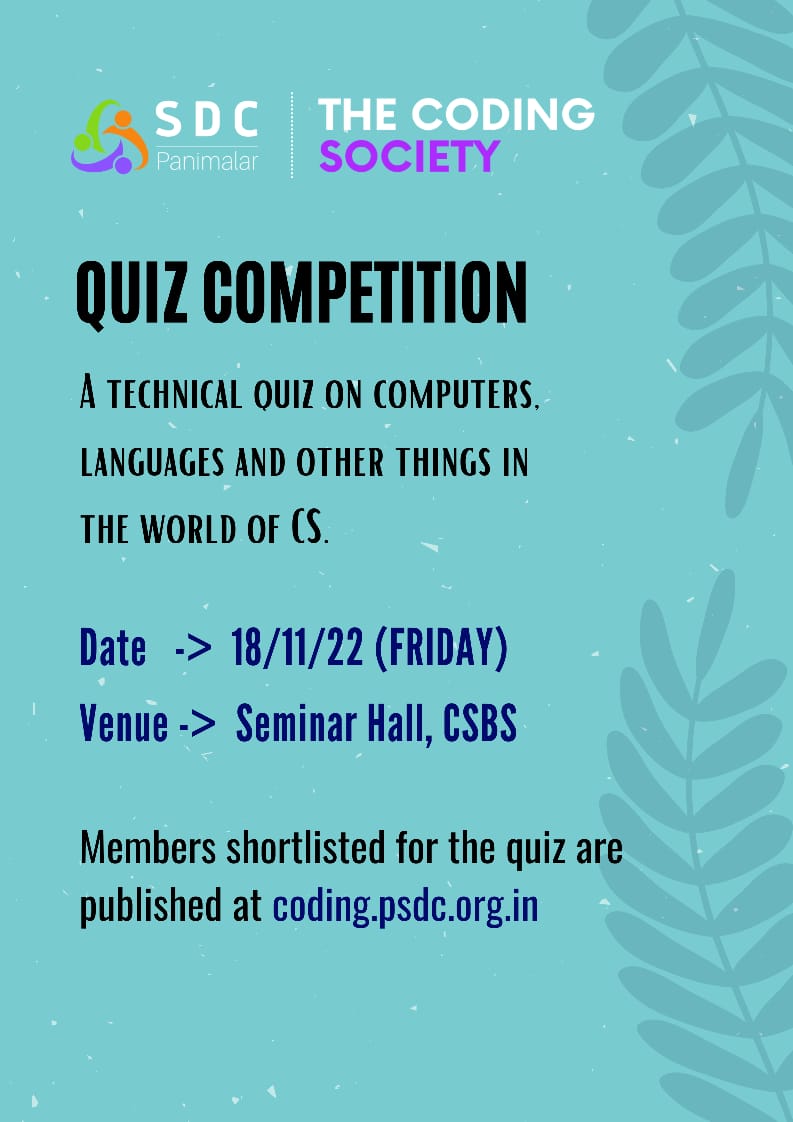 SDC
Panimalar
THE CODING
SOCIETY
QUIZ COMPETITION
A TECHNICAL QUIZ ON COMPUTERS,
LANGUAGES AND OTHER THINGS IN
THE WORLD OF CS.
Date -> 18/11/22 (FRIDAY)
Venue -> Seminar Hall, CSBS
Members shortlisted for the quiz are
published at coding.psdc.org.in